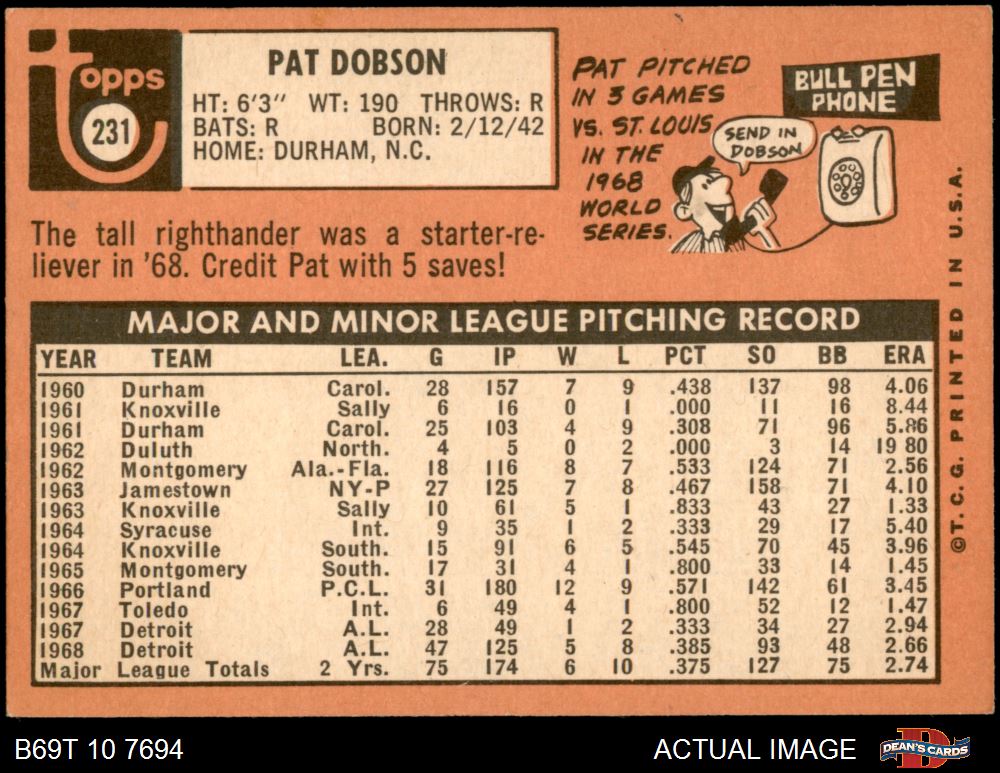 Topps
231
PAT DOBSON
HT: 6'3" WT: 190 THROWS: R
BATS: R BORN: 2/12/42
HOME: DURHAM, N.C.
PAT PITCHED
IN 3 GAMES
VS. ST. LOUIS
IN THE
1968
WORLD
SERIES.
BULL PEN
PHONE
SEND IN
DOBSON
The tall righthander was a starter-re-
liever in '68. Credit Pat with 5 saves!
MAJOR AND MINOR LEAGUE PITCHING RECORD
YEAR TEAM LEA. G IP W L PCT SO BB ERA
1960 Durham Carol. 28 157 7 9 .438 137 98 4.06
1961 Knoxville Sally 6 16 0 1 .000 11 16 8.44
1961 Durham Carol. 25 103 4 9 .308 71 96 5.86
1962 Duluth North. 4 5 0 2 .000 3 14 19 80
1962 Montgomery Ala.-Fla. 18 116 8 7 .533 124 71 2.56
1963 Jamestown NY-P 27 125 7 8 .467 158 71 4.10
1963 Knoxville Sally 10 61 5 1 .833 43 27 1.33
1964 Syracuse Int. 9 35 1 2 .333 29 17 5.40
1964 Knoxville South. 15 91 6 5 .545 70 45 3.96
1965 Montgomery South. 17 31 4 1 .800 33 14 1.45
1966 Portland P.C.L. 31 180 12 9 .571 142 61 3.45
1967 Toledo Int. 6 49 4 1 .800 52 12 1.47
1967 Detroit A.L. 28 49 1 2 .333 34 27 2.94
1968 Detroit A.L. 47 125 5 8 .385 93 48 2.66
Major League Totals 2 Yrs. 75 174 6 10 .375 127 75 2.74
©T. C. G. PRINTED IN U.S.A.
B69T 10 7694
ACTUAL IMAGE
DEAN'S CARDS